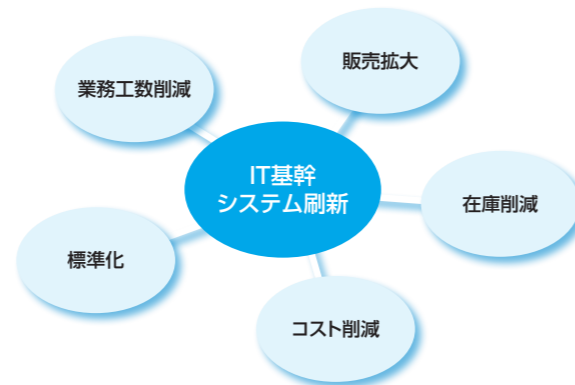 販売拡大
業務工数削減
IT基幹
システム刷新
在庫削減
標準化
コスト削減